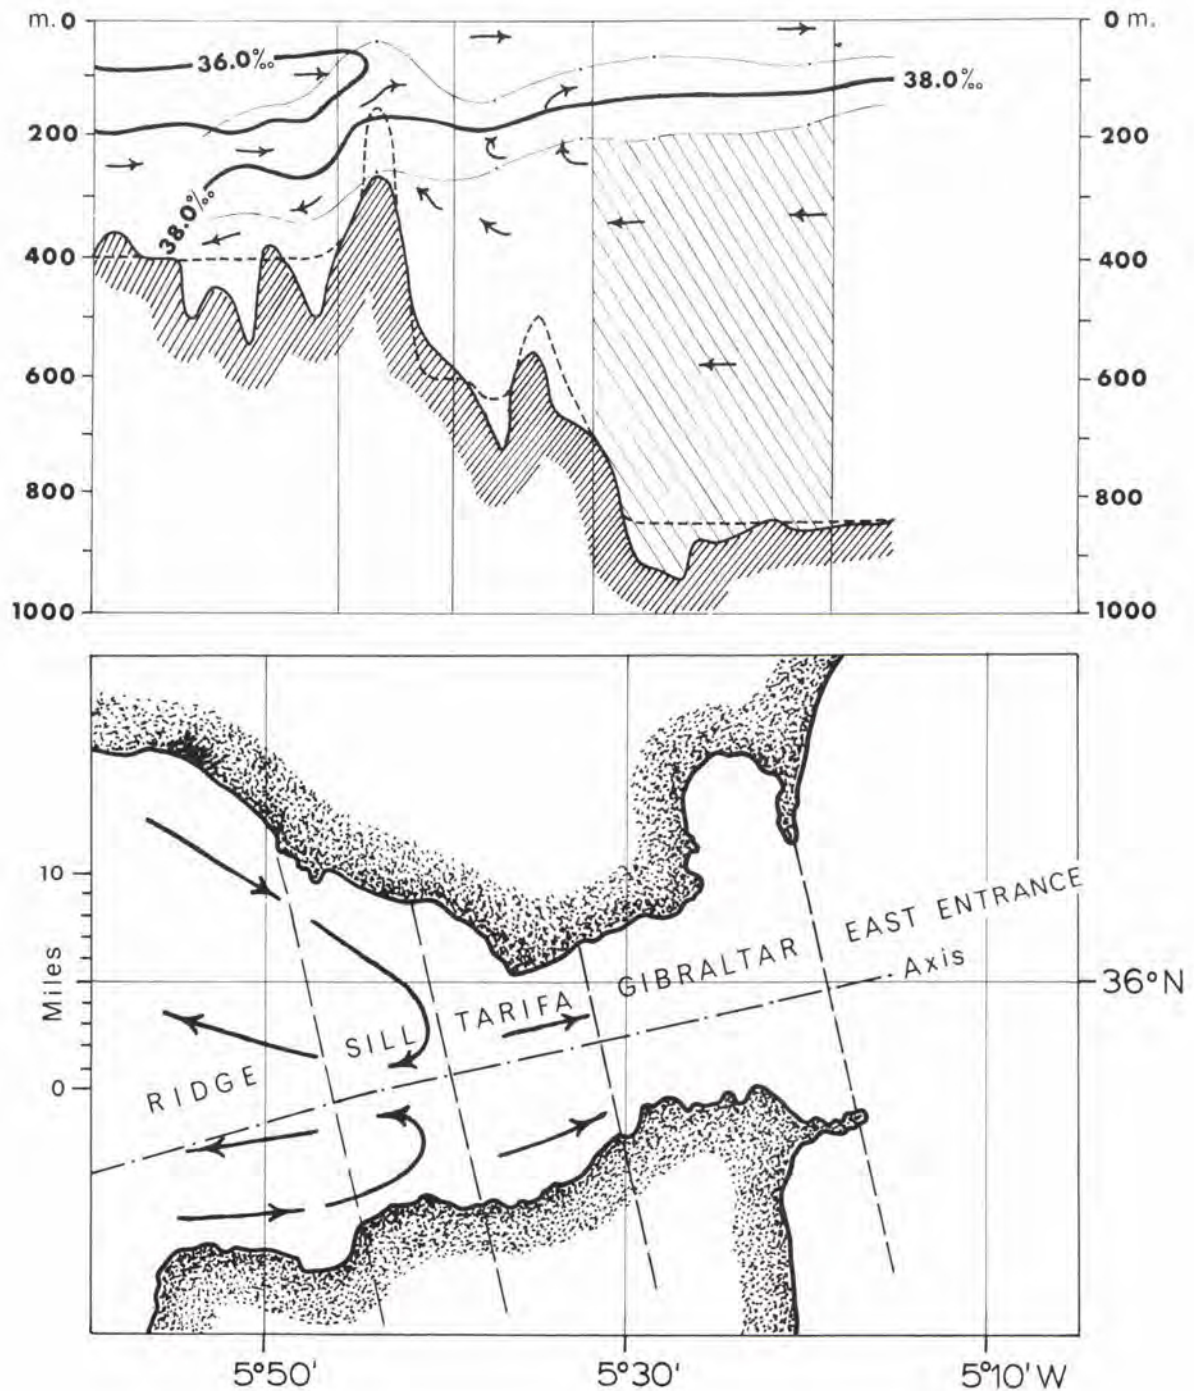 m. 0
200
400
600
800
1000
0 m.
200
400
600
800
1000
36.0‰
38.0‰
38.0‰
10
Miles
0
RIDGE
SILL
TARIFA
GIBRALTAR
EAST ENTRANCE
Axis
36°N
5°50'
5°30'
5°10'W